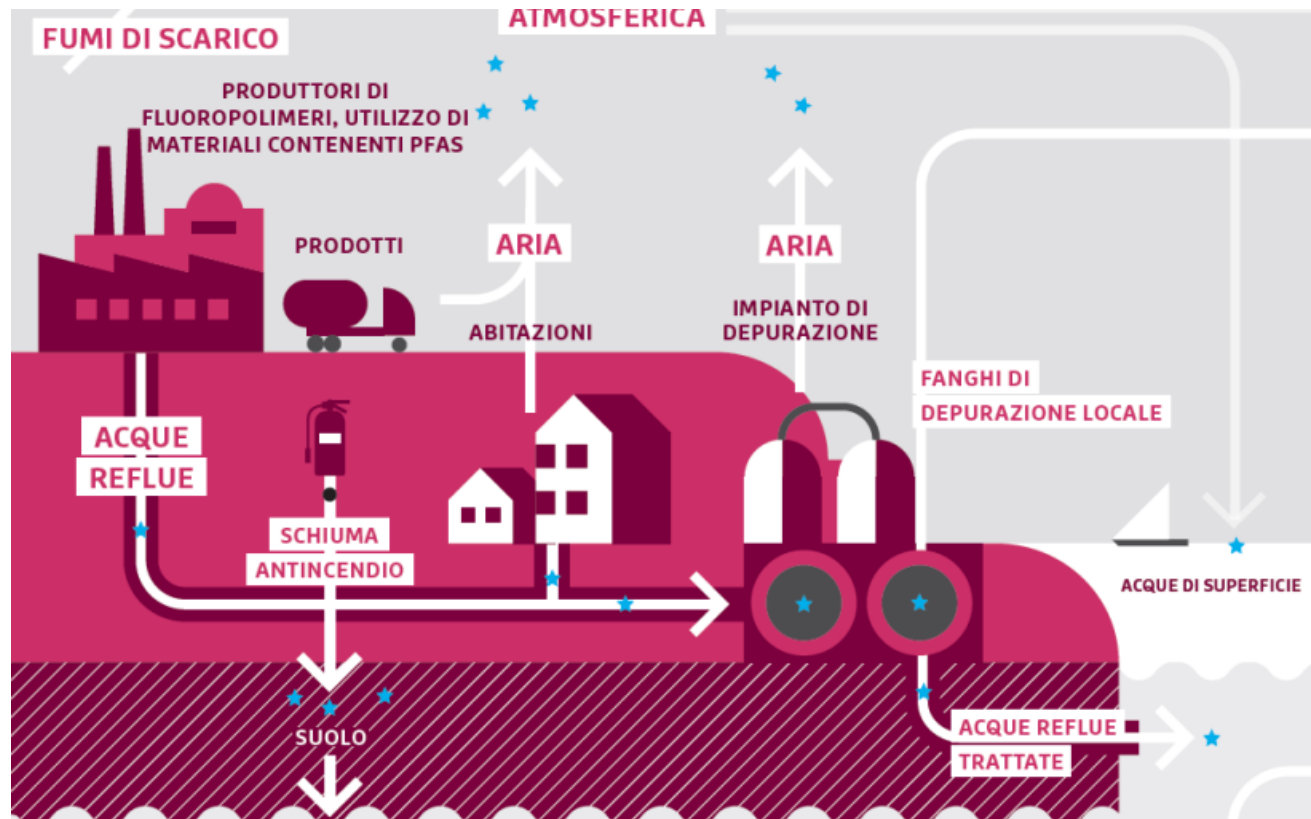 ATMOSFERICA
FUMI DI SCARICO
PRODUTTORI DI
FLUOROPOLIMERI, UTILIZZO DI
MATERIALI CONTENENTI PFAS
PRODOTTI
ARIA
ARIA
ABITAZIONI
IMPIANTO DI
DEPURAZIONE
FANGHI DI
DEPURAZIONE LOCALE
ACQUE
REFLUE
SCHIUMA
ANTINCENDIO
ACQUE DI SUPERFICIE
SUOLO
ACQUE REFLUE
TRATTATE